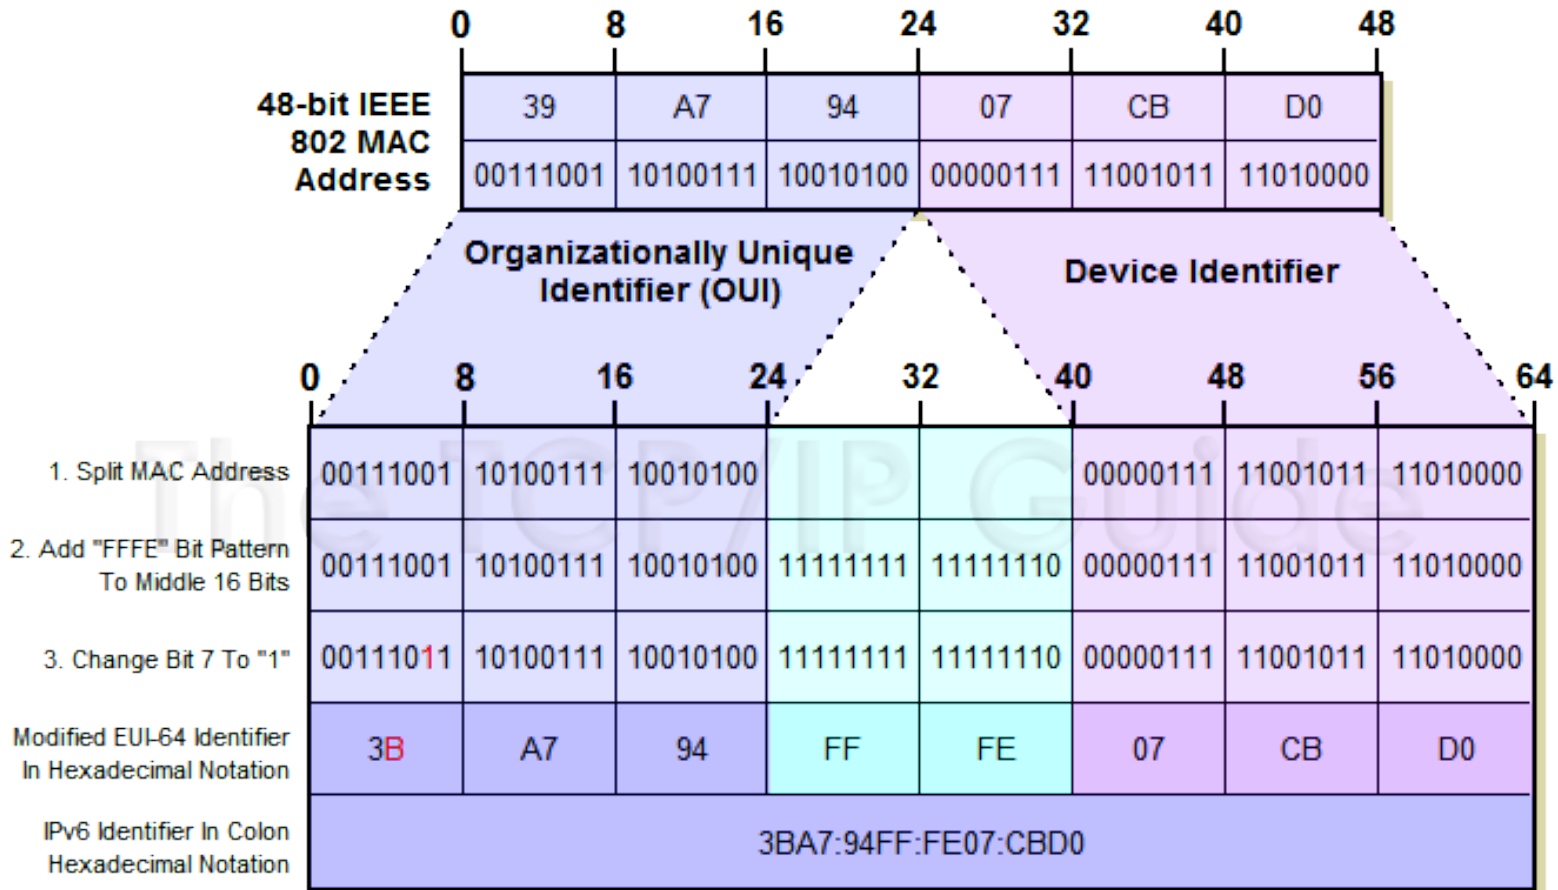 0 8 16 24 32 40 48
48-bit IEEE
802 MAC
Address
39 A7 94 07 CB D0
00111001 10100111 10010100 00000111 11001011 11010000
Organizationally Unique
Identifier (OUI)
Device Identifier
0 8 16 24 32 40 48 56 64
The TCP/IP Guide
1. Split MAC Address
00111001 10100111 10010100 00000111 11001011 11010000
2. Add "FFFE" Bit Pattern
To Middle 16 Bits
00111001 10100111 10010100 11111111 11111110 00000111 11001011 11010000
3. Change Bit 7 To "1"
00111011 10100111 10010100 11111111 11111110 00000111 11001011 11010000
Modified EUI-64 Identifier
In Hexadecimal Notation
3B A7 94 FF FE 07 CB D0
IPv6 Identifier In Colon
Hexadecimal Notation
3BA7:94FF:FE07:CBD0